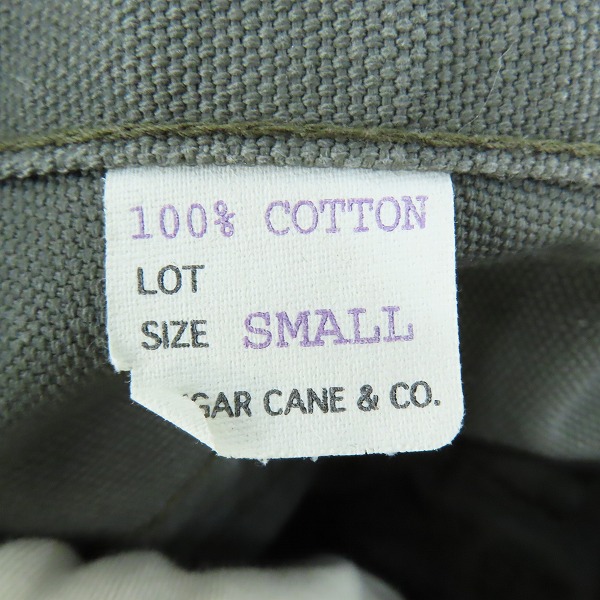 100% COTTON
LOT
SIZE SMALL
GAR CANE & CO.